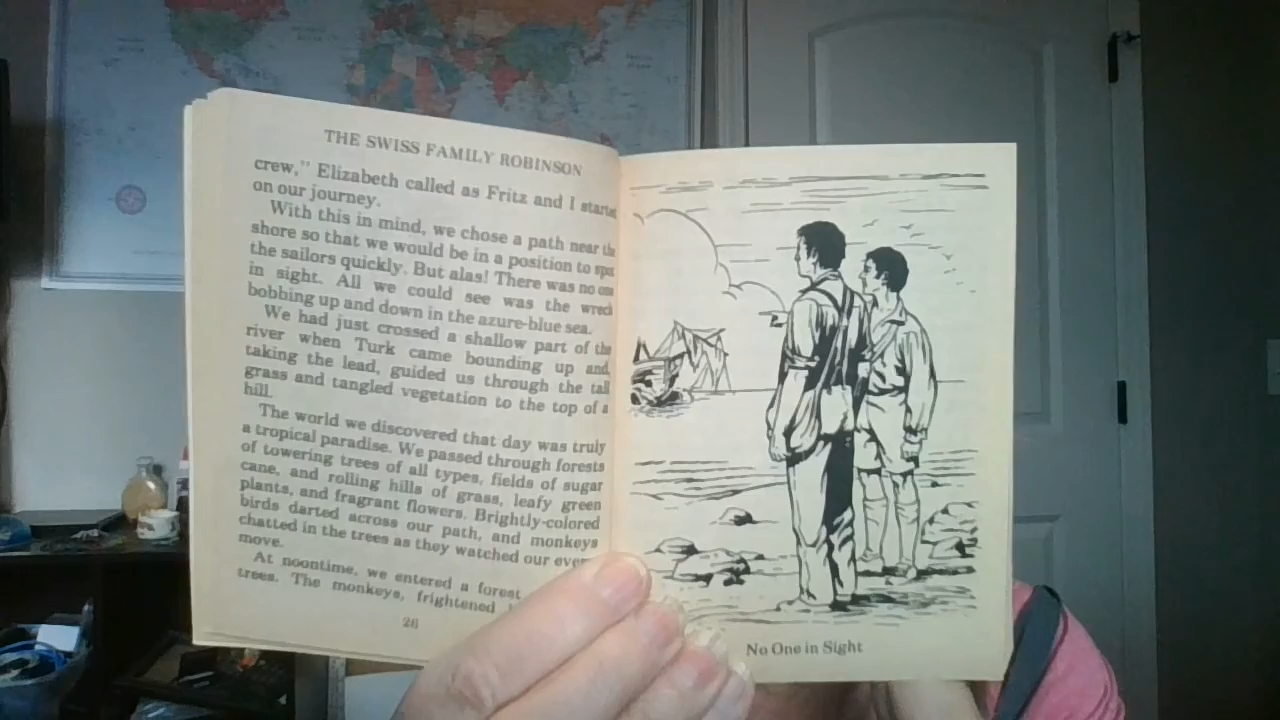 THE SWISS FAMILY ROBINSON
crew," Elizabeth called as Fritz and I started
on our journey.
With this in mind, we chose a path near the
shore so that we would be in a position to spot
the sailors quickly. But alas! There was no one
in sight. All we could see was the wreck
bobbing up and down in the azure-blue sea.
We had just crossed a shallow part of the
river when Turk came bounding up and,
taking the lead, guided us through the tall
grass and tangled vegetation to the top of a
hill.
The world we discovered that day was truly
a tropical paradise. We passed through forests
of towering trees of all types, fields of sugar
cane, and rolling hills of grass, leafy green
plants, and fragrant flowers. Brightly-colored
birds darted across our path, and monkeys
chatted in the trees as they watched our every
move.
At noontime, we entered a forest
trees. The monkeys, frightened
26
No One in Sight